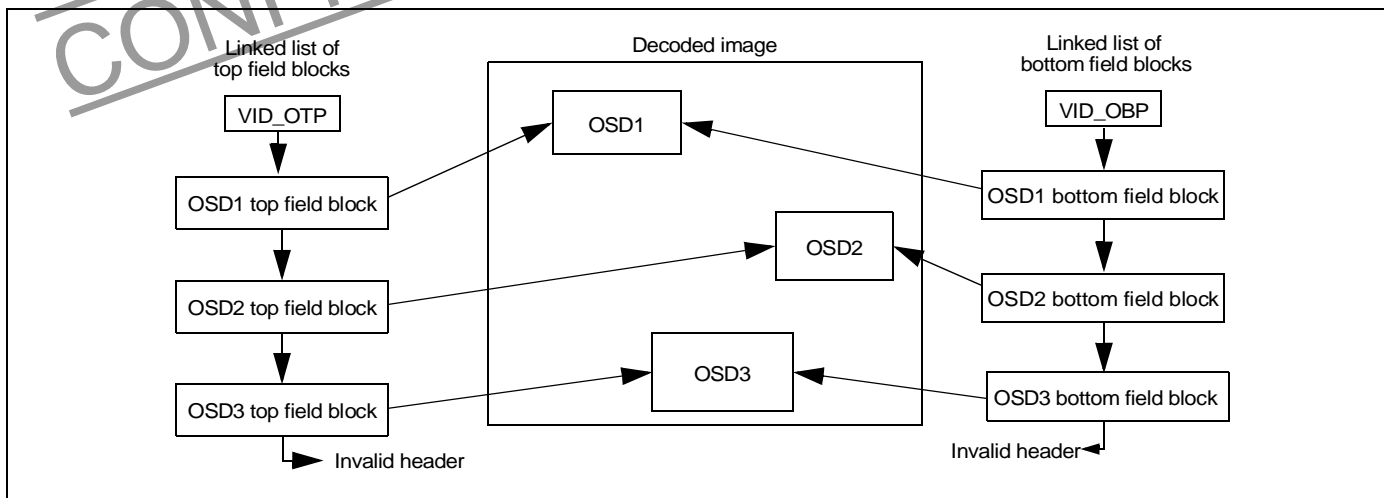 CONF
Linked list of
top field blocks
Decoded image
Linked list of
bottom field blocks
VID_OTP
OSD1
VID_OBP
OSD1 top field block
OSD1 bottom field block
OSD2
OSD2 top field block
OSD2 bottom field block
OSD3
OSD3 top field block
OSD3 bottom field block
Invalid header
Invalid header